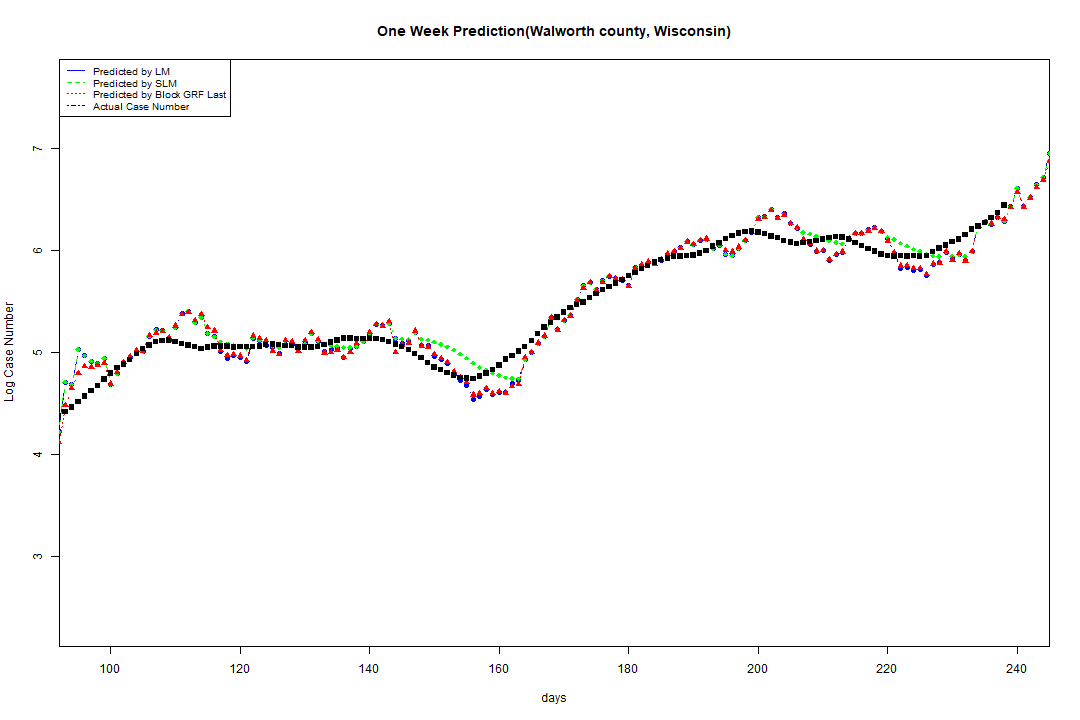 One Week Prediction(Walworth county, Wisconsin)
Predicted by LM
Predicted by SLM
Predicted by Block GRF Last
Actual Case Number
7
6
5
4
3
Log Case Number
100 120 140 160 180 200 220 240
days